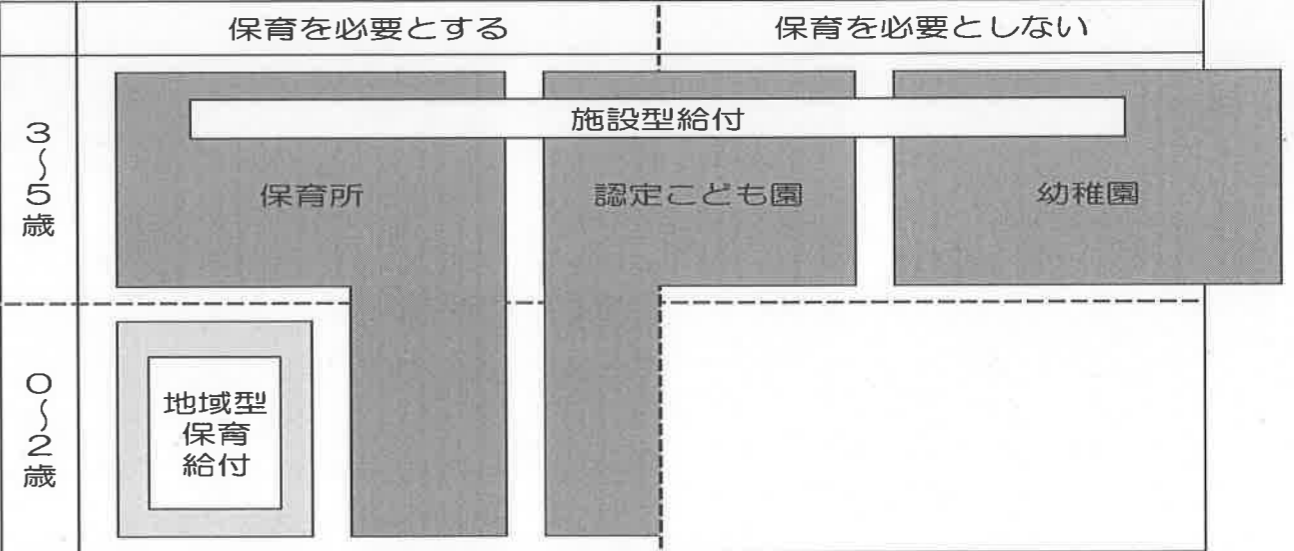 保育を必要とする
保育を必要としない
3〜5歳
施設型給付
保育所
認定こども園
幼稚園
0〜2歳
地域型
保育
給付